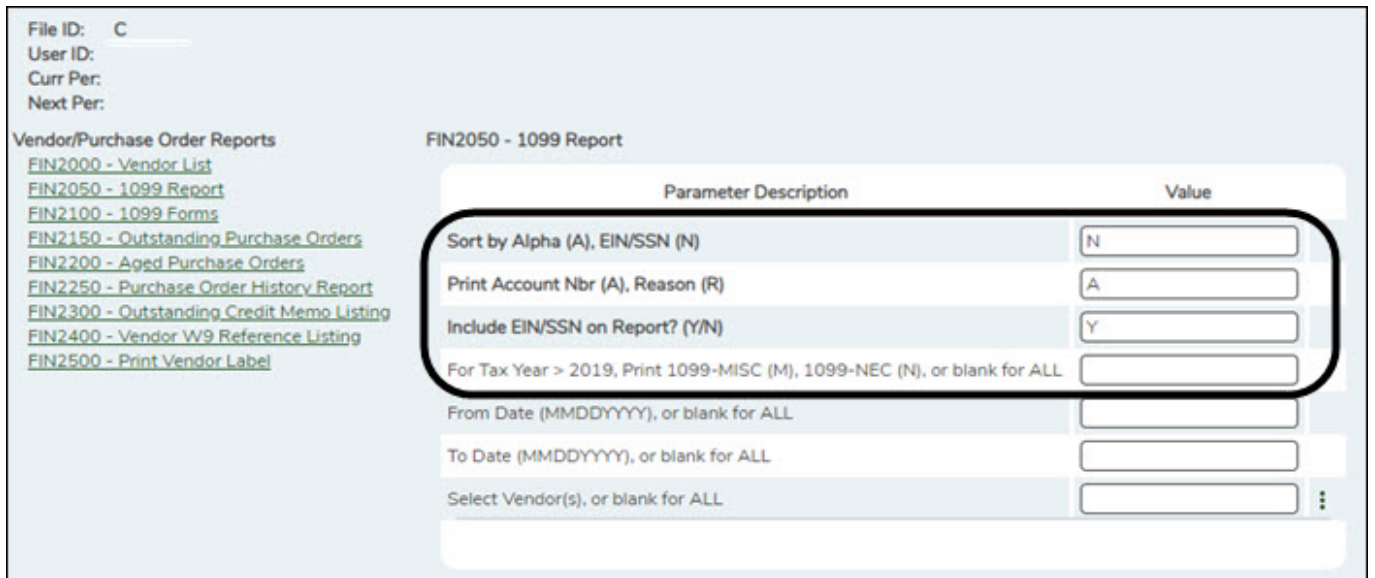 File ID: C
User ID:
Curr Per:
Next Per:
Vendor/Purchase Order Reports
FIN2000 - Vendor List
FIN2050 - 1099 Report
FIN2100 - 1099 Forms
FIN2150 - Outstanding Purchase Orders
FIN2200 - Aged Purchase Orders
FIN2250 - Purchase Order History Report
FIN2300 - Outstanding Credit Memo Listing
FIN2400 - Vendor W9 Reference Listing
FIN2500 - Print Vendor Label
FIN2050 - 1099 Report
Parameter Description Value
Sort by Alpha (A), EIN/SSN (N) N
Print Account Nbr (A), Reason (R) A
Include EIN/SSN on Report? (Y/N) Y
For Tax Year > 2019, Print 1099-MISC (M), 1099-NEC (N), or blank for ALL
From Date (MMDDYYYY), or blank for ALL
To Date (MMDDYYYY), or blank for ALL
Select Vendor(s), or blank for ALL